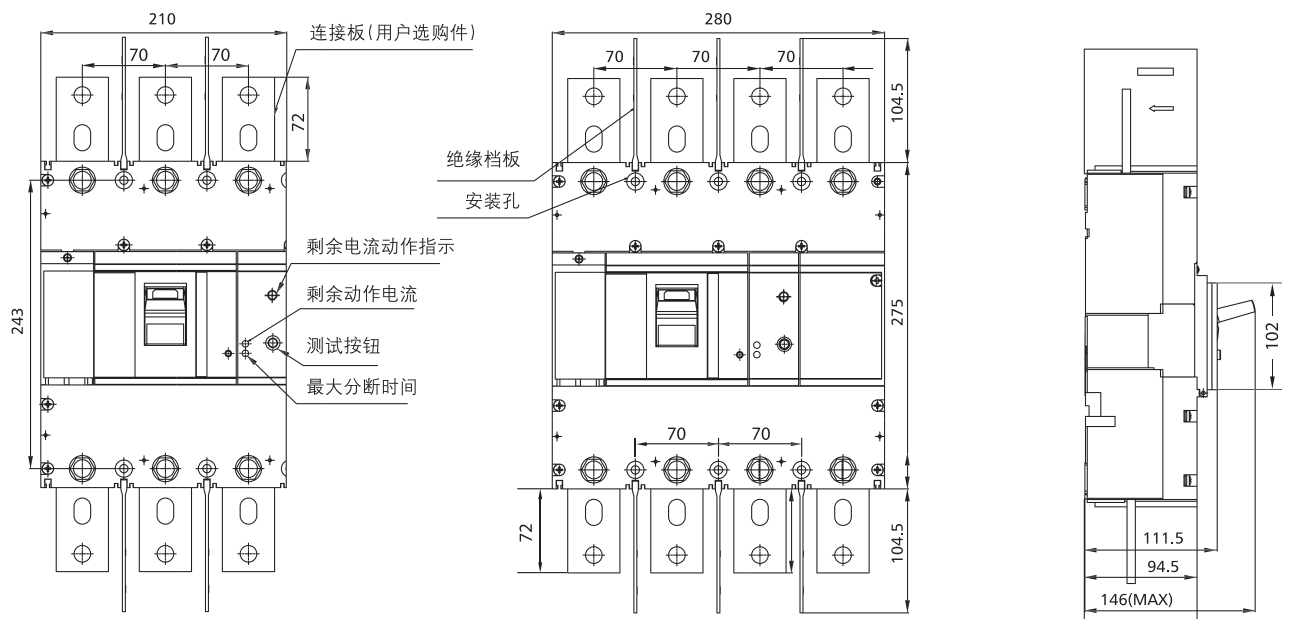 210
连接板(用户选购件)
70
70
72
243
绝缘档板
安装孔
剩余电流动作指示
剩余动作电流
测试按钮
最大分断时间
280
70
70
70
104.5
275
70
70
72
104.5
102
111.5
94.5
146(MAX)